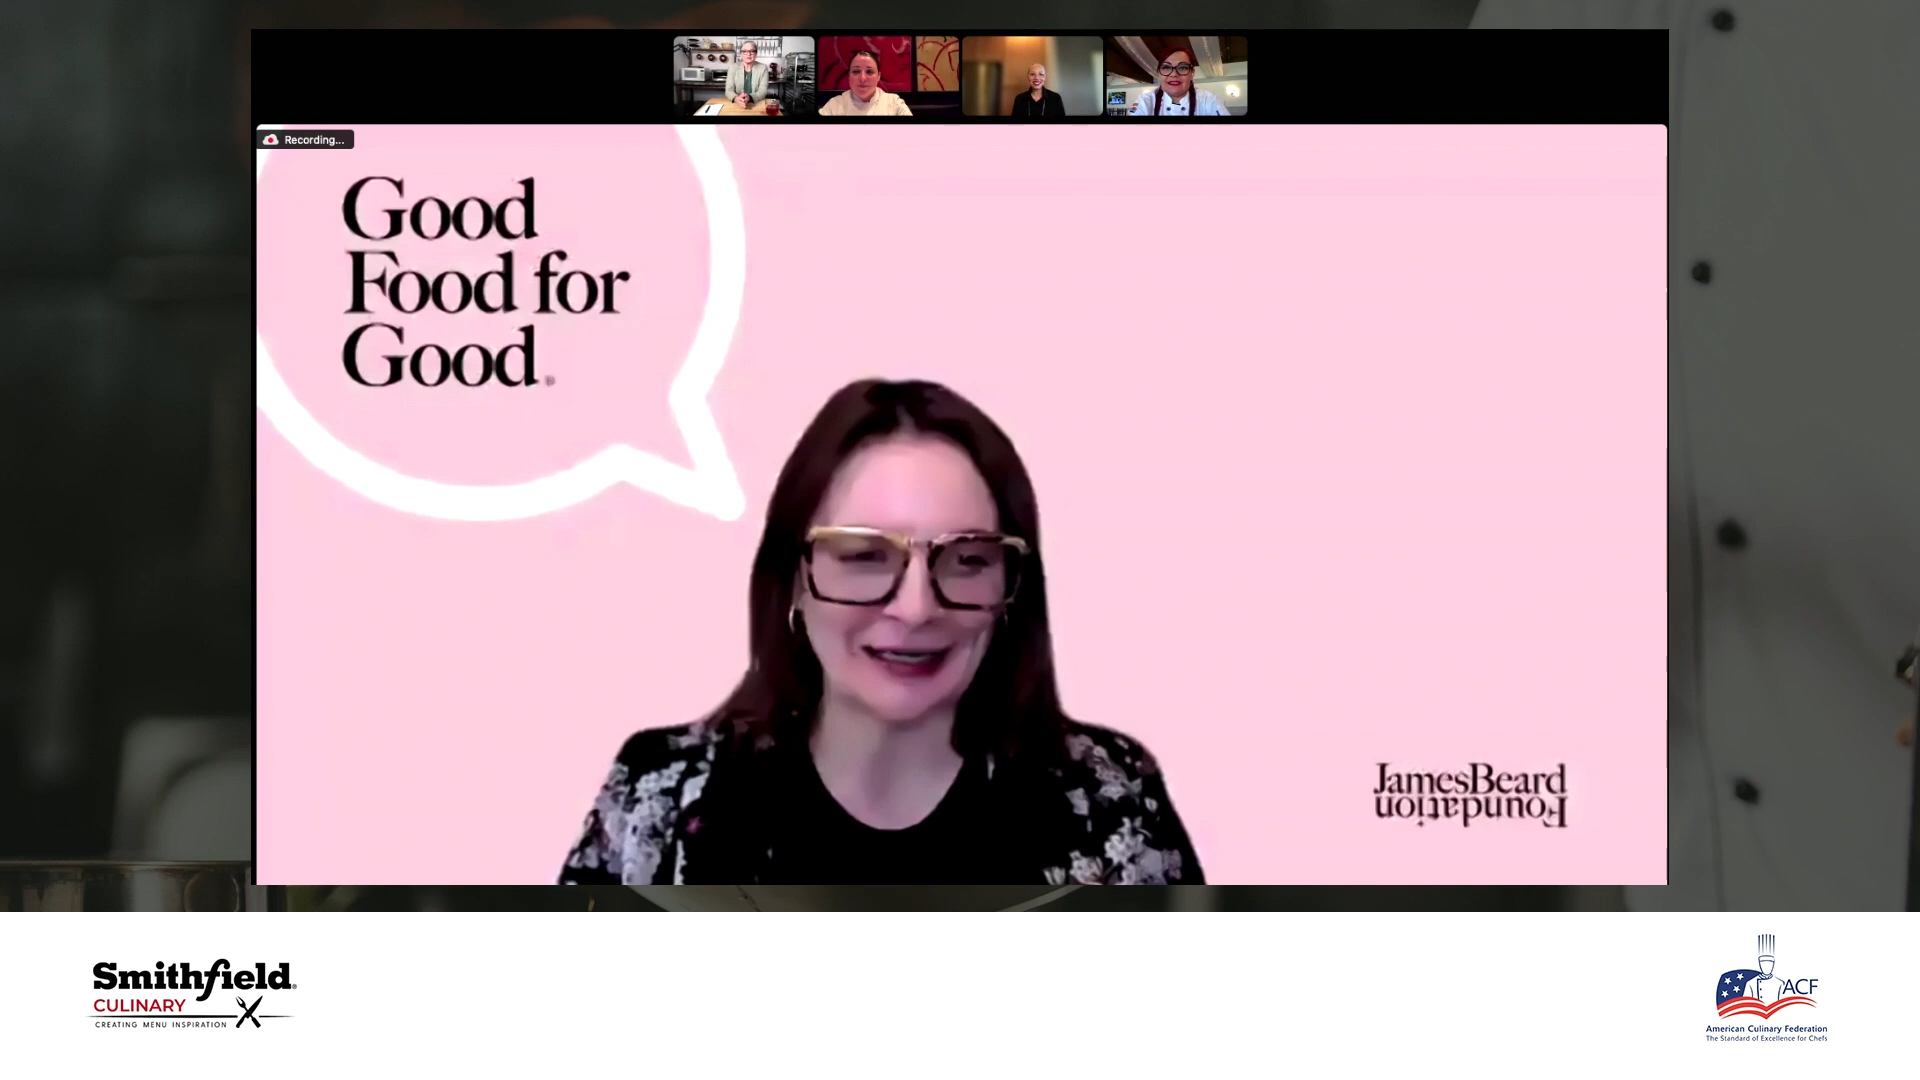 Recording...
Good
Food for
Good®
JamesBeard
Foundation
Smithfield®
CULINARY
CREATING MENU INSPIRATION
ACF
American Culinary Federation
The Standard of Excellence for Chefs